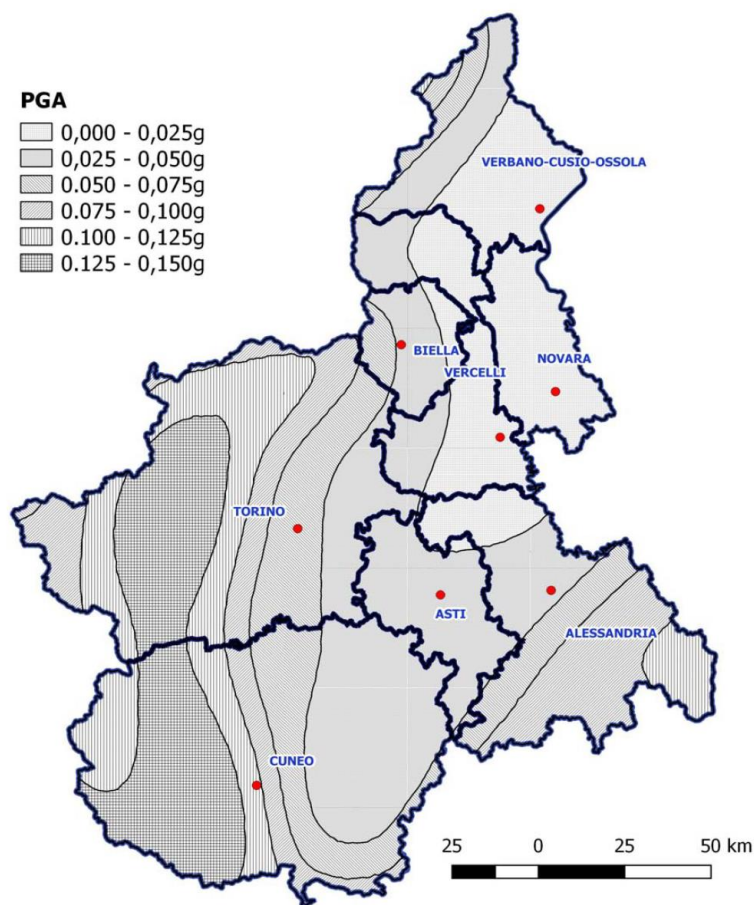 PGA
0,000 - 0,025g
0,025 - 0,050g
0.050 - 0,075g
0.075 - 0,100g
0.100 - 0,125g
0.125 - 0,150g
VERBANO-CUSIO-OSSOLA
BIELLA
NOVARA
VERCELLI
TORINO
ASTI
ALESSANDRIA
CUNEO
25 0 25 50 km